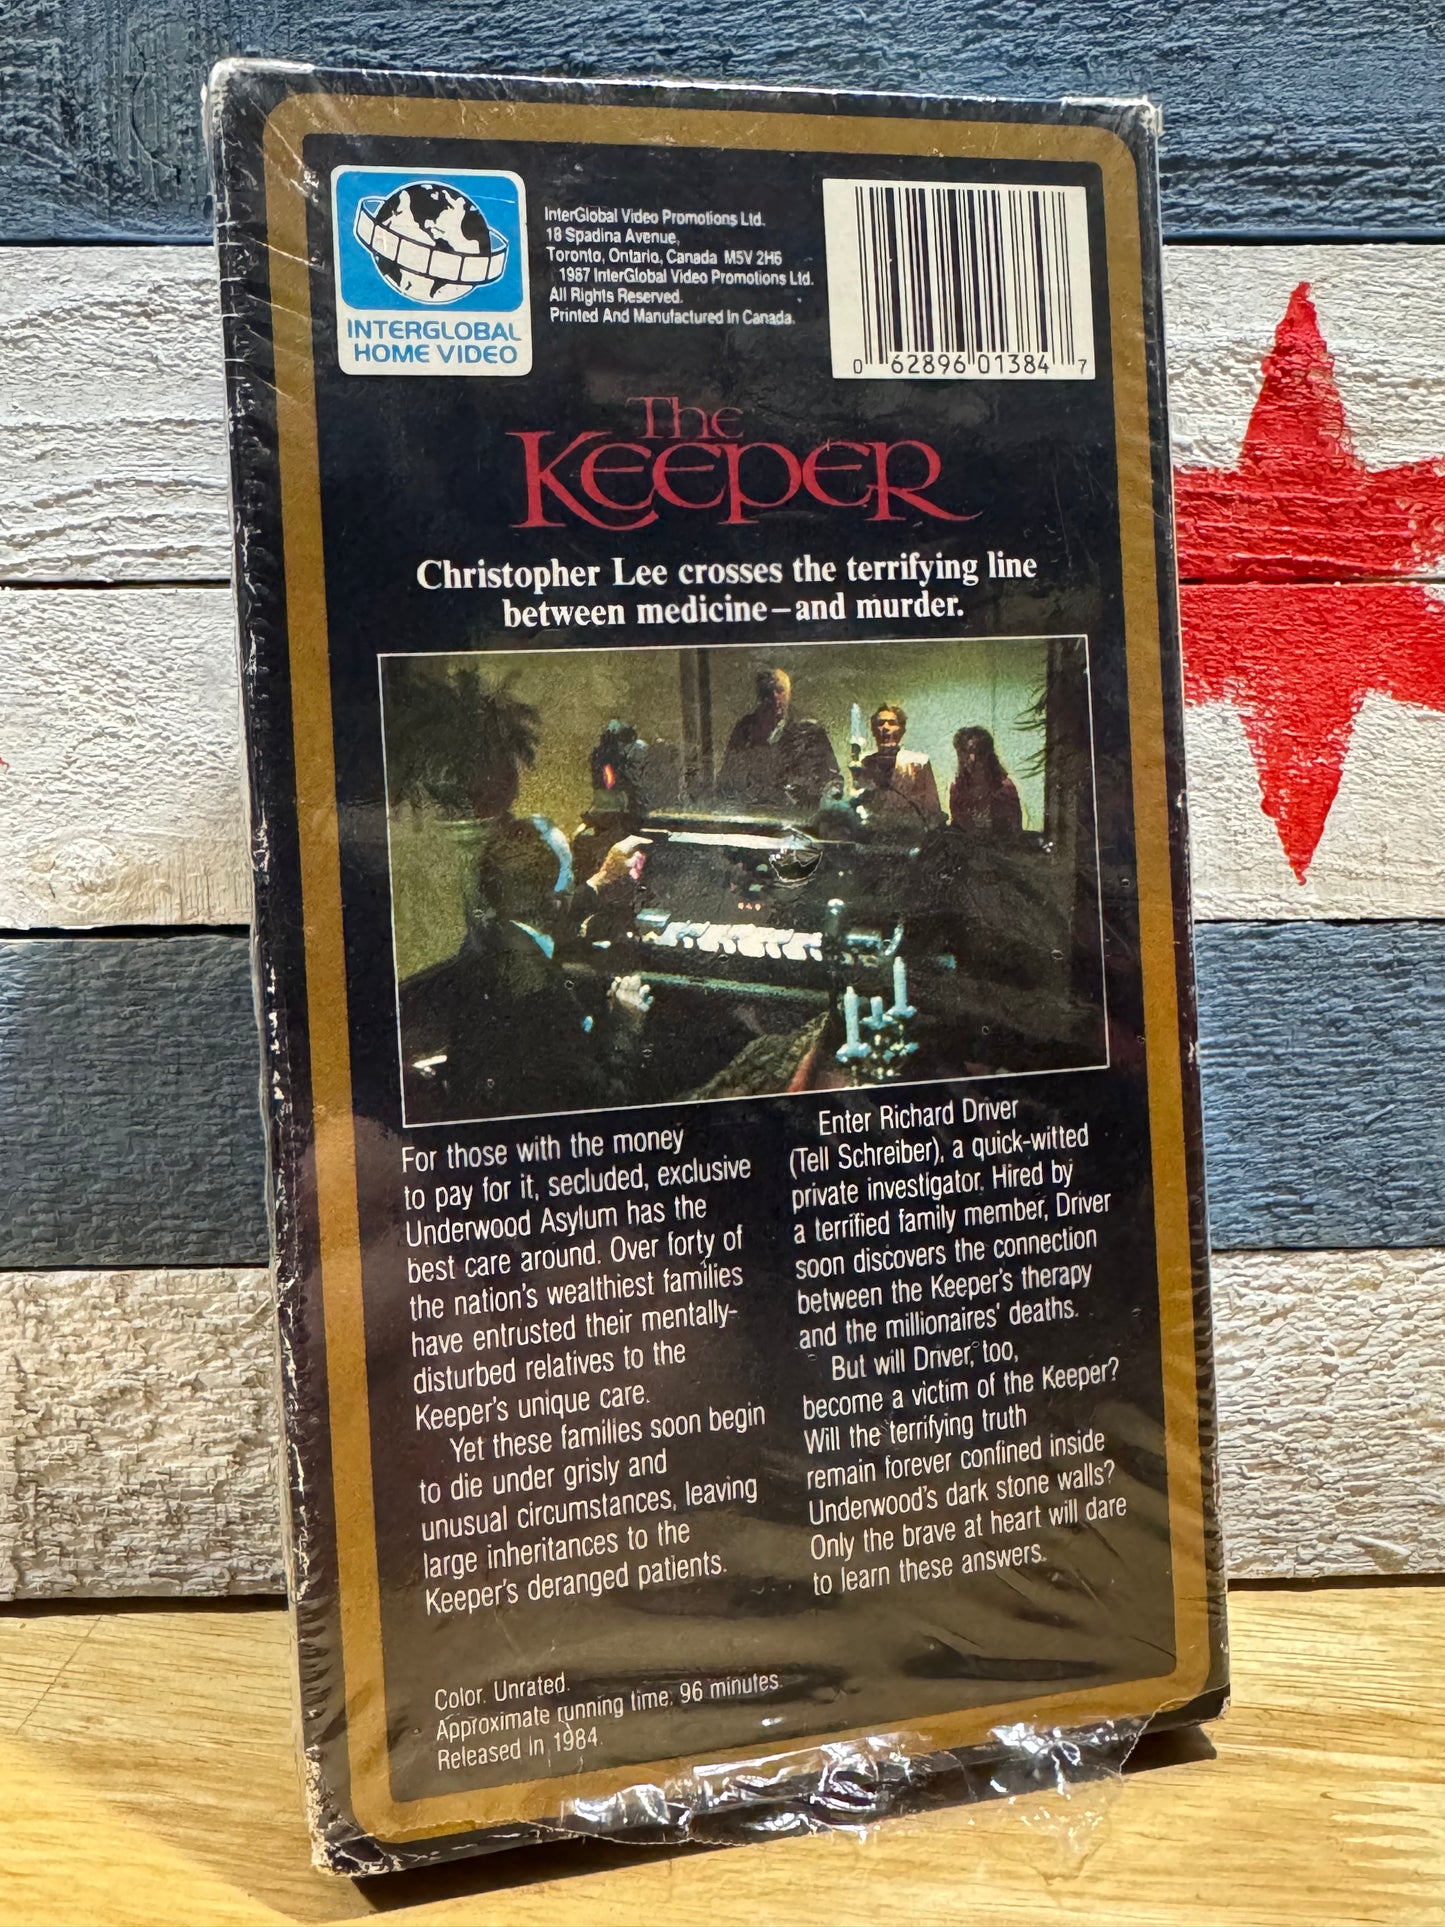 INTERGLOBAL
HOME VIDEO
InterGlobal Video Promotions Ltd.
18 Spadina Avenue,
Toronto, Ontario, Canada M5V 2H6
1987 InterGlobal Video Promotions Ltd.
All Rights Reserved.
Printed And Manufactured In Canada.
0 62896 01384 7
The
Keeper
Christopher Lee crosses the terrifying line
between medicine—and murder.
For those with the money
to pay for it, secluded, exclusive
Underwood Asylum has the
best care around. Over forty of
the nation's wealthiest families
have entrusted their mentally-
disturbed relatives to the
Keeper's unique care.
Yet these families soon begin
to die under grisly and
unusual circumstances, leaving
large inheritances to the
Keeper's deranged patients.
Enter Richard Driver
(Tell Schreiber), a quick-witted
private investigator. Hired by
a terrified family member, Driver
soon discovers the connection
between the Keeper's therapy
and the millionaires' deaths.
But will Driver, too,
become a victim of the Keeper?
Will the terrifying truth
remain forever confined inside
Underwood's dark stone walls?
Only the brave at heart will dare
to learn these answers.
Color. Unrated.
Approximate running time: 96 minutes.
Released in 1984.